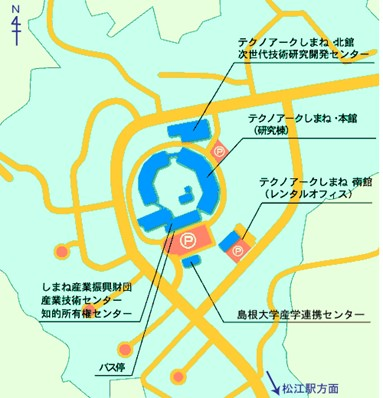 N
テクノアークしまね・北館
次世代技術研究開発センター
テクノアークしまね・本館
（研究棟）
P
テクノアークしまね 南館
（レンタルオフィス）
P
P
しまね産業振興財団
産業技術センター
知的所有権センター
島根大学産学連携センター
バス停
松江駅方面